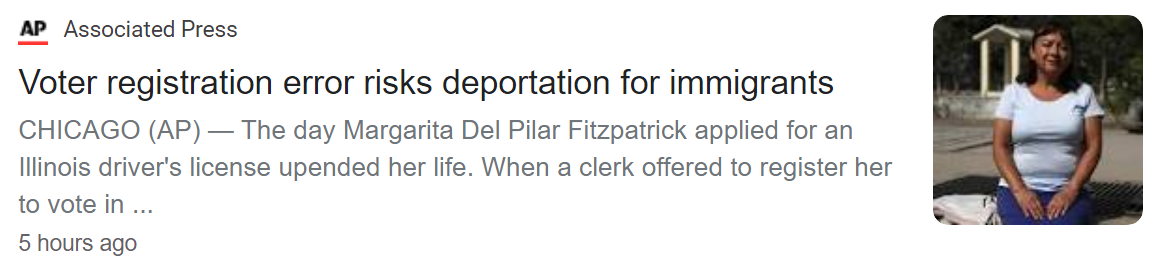 AP Associated Press
Voter registration error risks deportation for immigrants
CHICAGO (AP) — The day Margarita Del Pilar Fitzpatrick applied for an
Illinois driver's license upended her life. When a clerk offered to register her
to vote in ...
5 hours ago